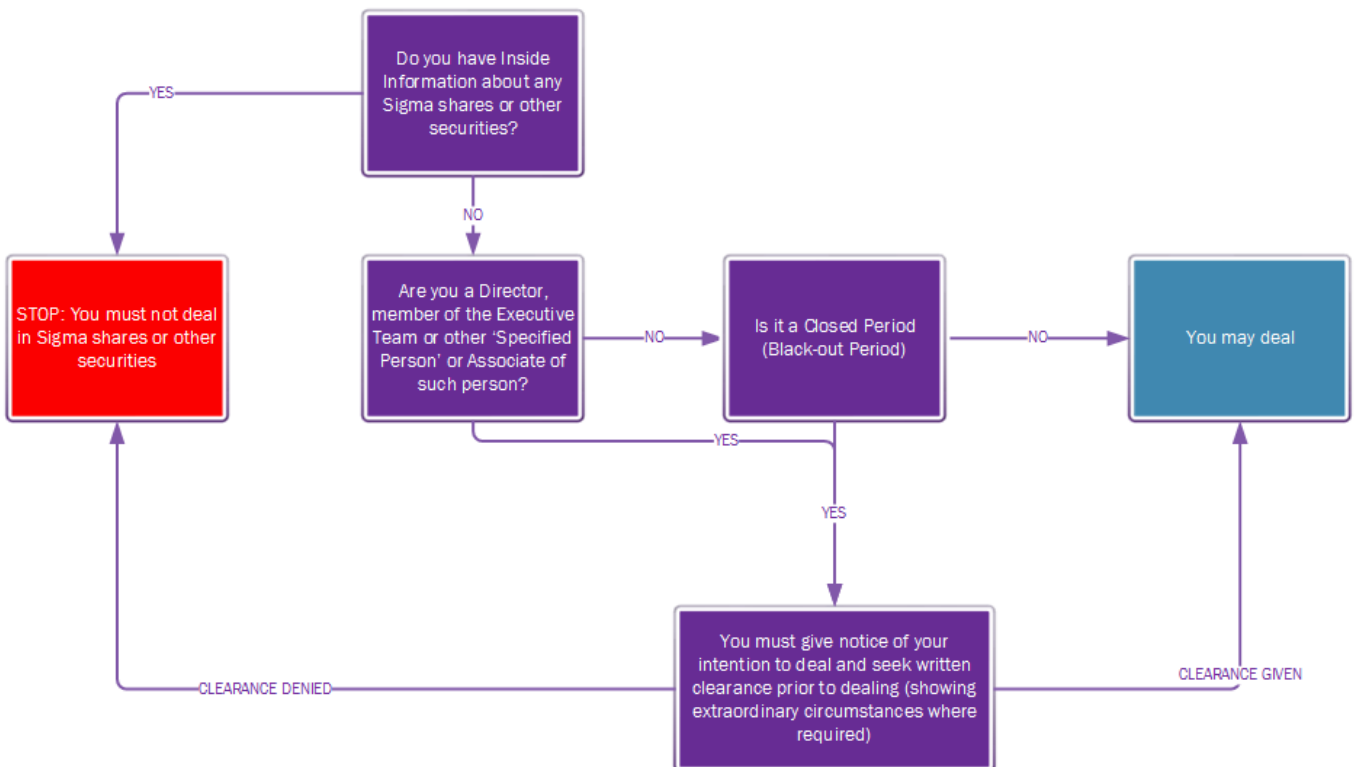 Do you have Inside
Information about any
Sigma shares or other
securities?
YES
NO
STOP: You must not deal
in Sigma shares or other
securities
Are you a Director,
member of the Executive
Team or other ‘Specified
Person’ or Associate of
such person?
NO
Is it a Closed Period
(Black-out Period)
NO
You may deal
YES
YES
You must give notice of your
intention to deal and seek written
clearance prior to dealing (showing
extraordinary circumstances where
required)
CLEARANCE DENIED
CLEARANCE GIVEN